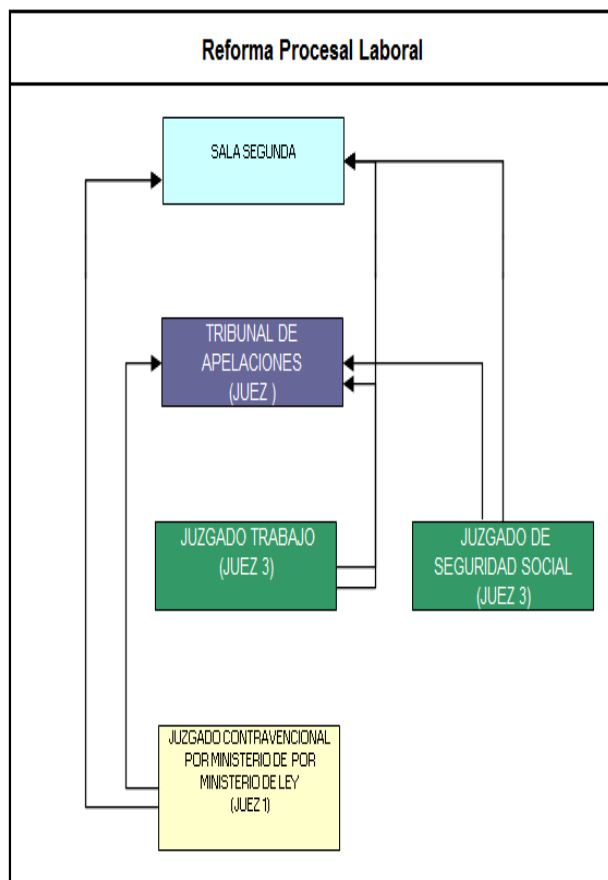 Reforma Procesal Laboral
SALA SEGUNDA
TRIBUNAL DE
APELACIONES
(JUEZ )
JUZGADO TRABAJO
(JUEZ 3)
JUZGADO DE
SEGURIDAD SOCIAL
(JUEZ 3)
JUZGADO CONTRAVENCIONAL
POR MINISTERIO DE POR
MINISTERIO DE LEY
(JUEZ 1)